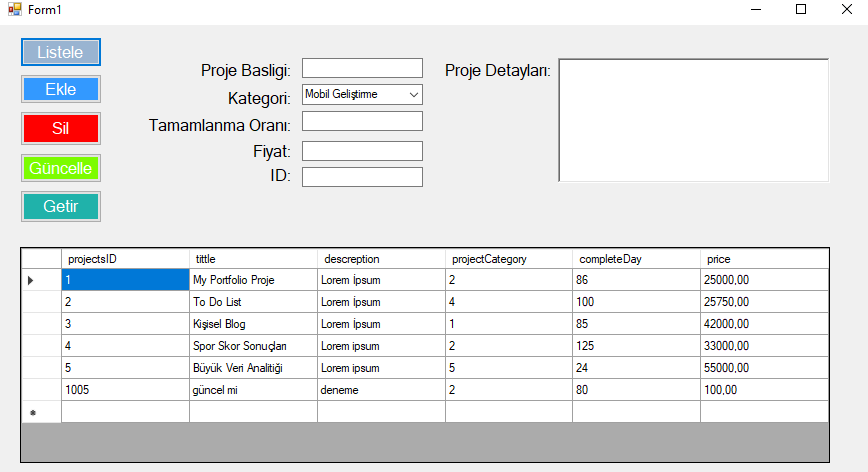 Form1
Listele
Ekle
Sil
Güncelle
Getir
Proje Basligi:
Kategori: Mobil Geliştirme
Tamamlanma Oranı:
Fiyat:
ID:
Proje Detayları:
projectsID tittle descreption projectCategory completeDay price
1 My Portfolio Proje Lorem İpsum 2 86 25000,00
2 To Do List Lorem İpsum 4 100 25750,00
3 Kişisel Blog Lorem İpsum 1 85 42000,00
4 Spor Skor Sonuçları Lorem ipsum 2 125 33000,00
5 Büyük Veri Analitiği Lorem ipsum 5 24 55000,00
1005 güncel mi deneme 2 80 100,00